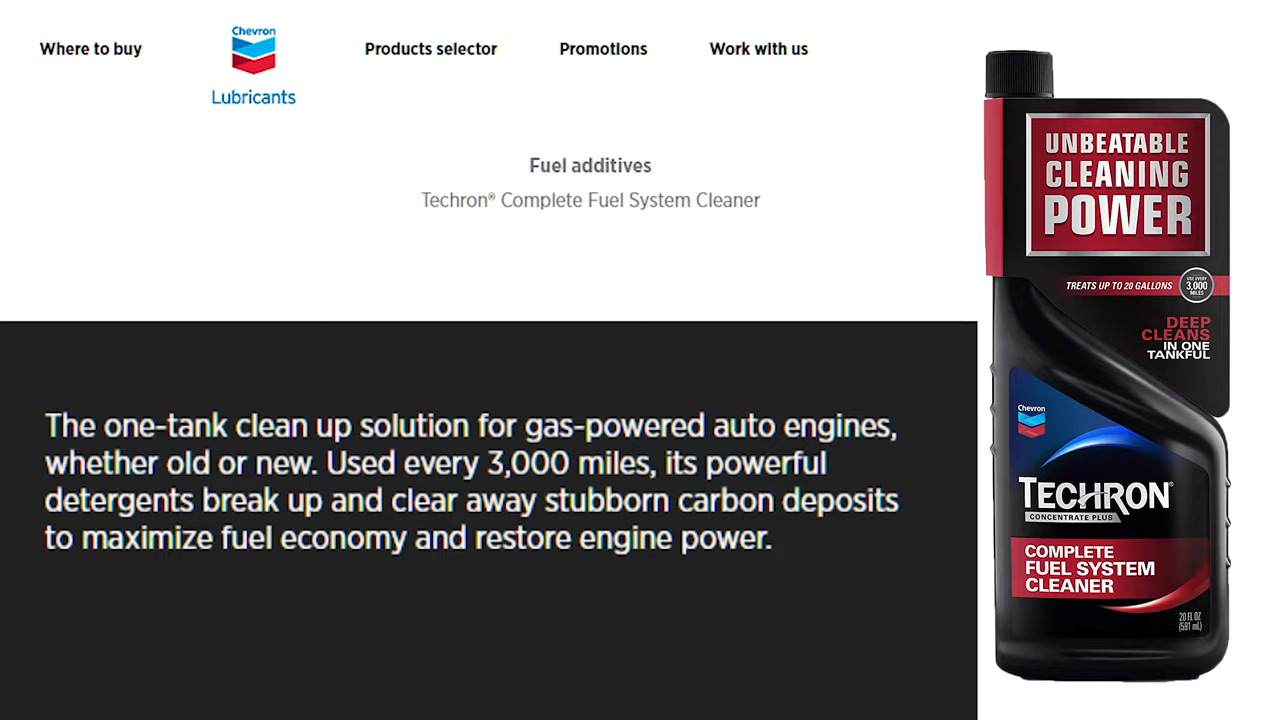 Where to buy
Chevron
Lubricants
Products selector
Promotions
Work with us
Fuel additives
Techron® Complete Fuel System Cleaner
The one-tank clean up solution for gas-powered auto engines,
whether old or new. Used every 3,000 miles, its powerful
detergents break up and clear away stubborn carbon deposits
to maximize fuel economy and restore engine power.
UNBEATABLE
CLEANING
POWER
TREATS UP TO 20 GALLONS
USE EVERY
3,000
MILES
DEEP
CLEANS
IN ONE
TANKFUL
Chevron
TECHRON®
CONCENTRATE PLUS
COMPLETE
FUEL SYSTEM
CLEANER
20 FL OZ
(591 mL)